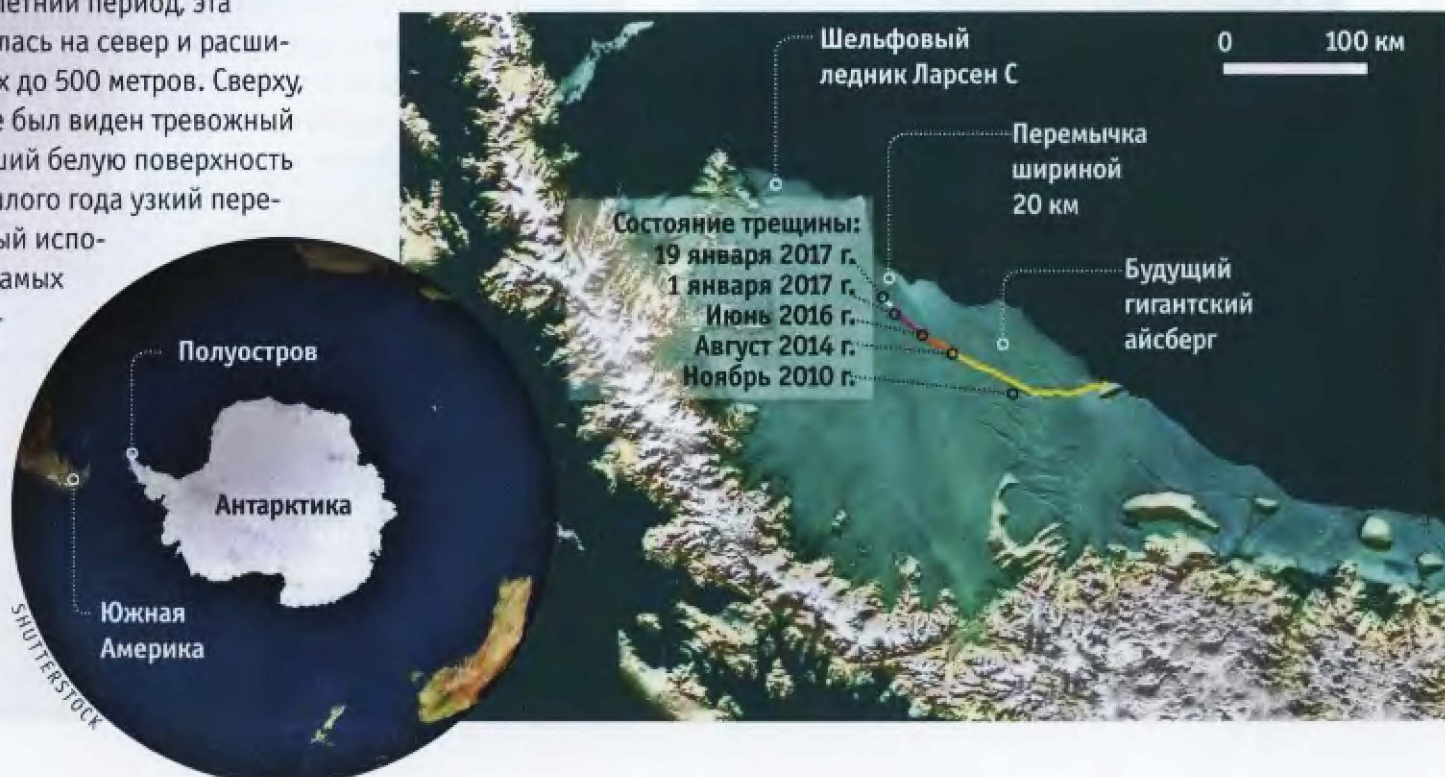 летний период, эта
лась на север и расши-
х до 500 метров. Сверху,
е был виден тревожный
ший белую поверхность
лого года узкий пере-
ый испо-
амых
Шельфовый
ледник Ларсен С
0 100 км
Перемычка
шириной
20 км
Состояние трещины:
19 января 2017 г.
1 января 2017 г.
Июнь 2016 г.
Август 2014 г.
Ноябрь 2010 г.
Будущий
гигантский
айсберг
Полуостров
Антарктика
Южная
Америка
SHUTTERSTOCK